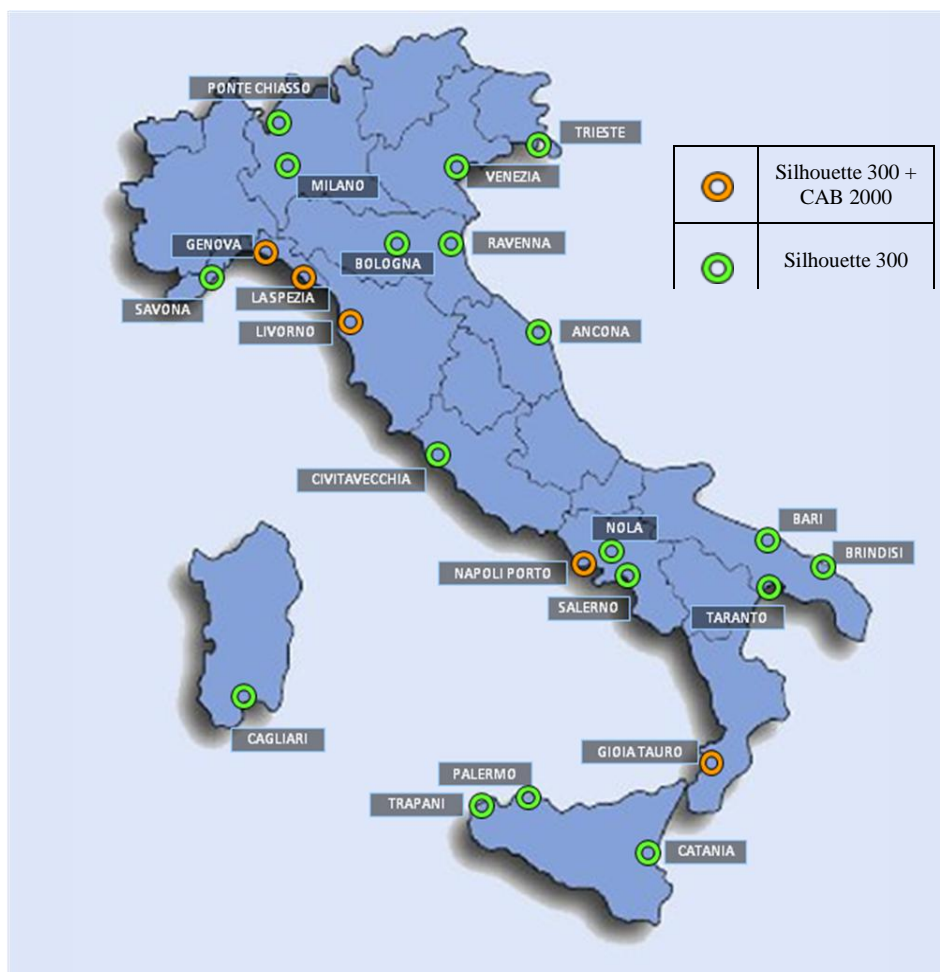 PONTE CHIASSO
TRIESTE
Silhouette 300 +
CAB 2000
VENEZIA
MILANO
GENOVA
RAVENNA
BOLOGNA
Silhouette 300
LA SPEZIA
SAVONA
LIVORNO
ANCONA
CIVITAVECCHIA
BARI
NOLA
BRINDISI
NAPOLI PORTO
SALERNO
TARANTO
CAGLIARI
GIOIA TAURO
PALERMO
TRAPANI
CATANIA